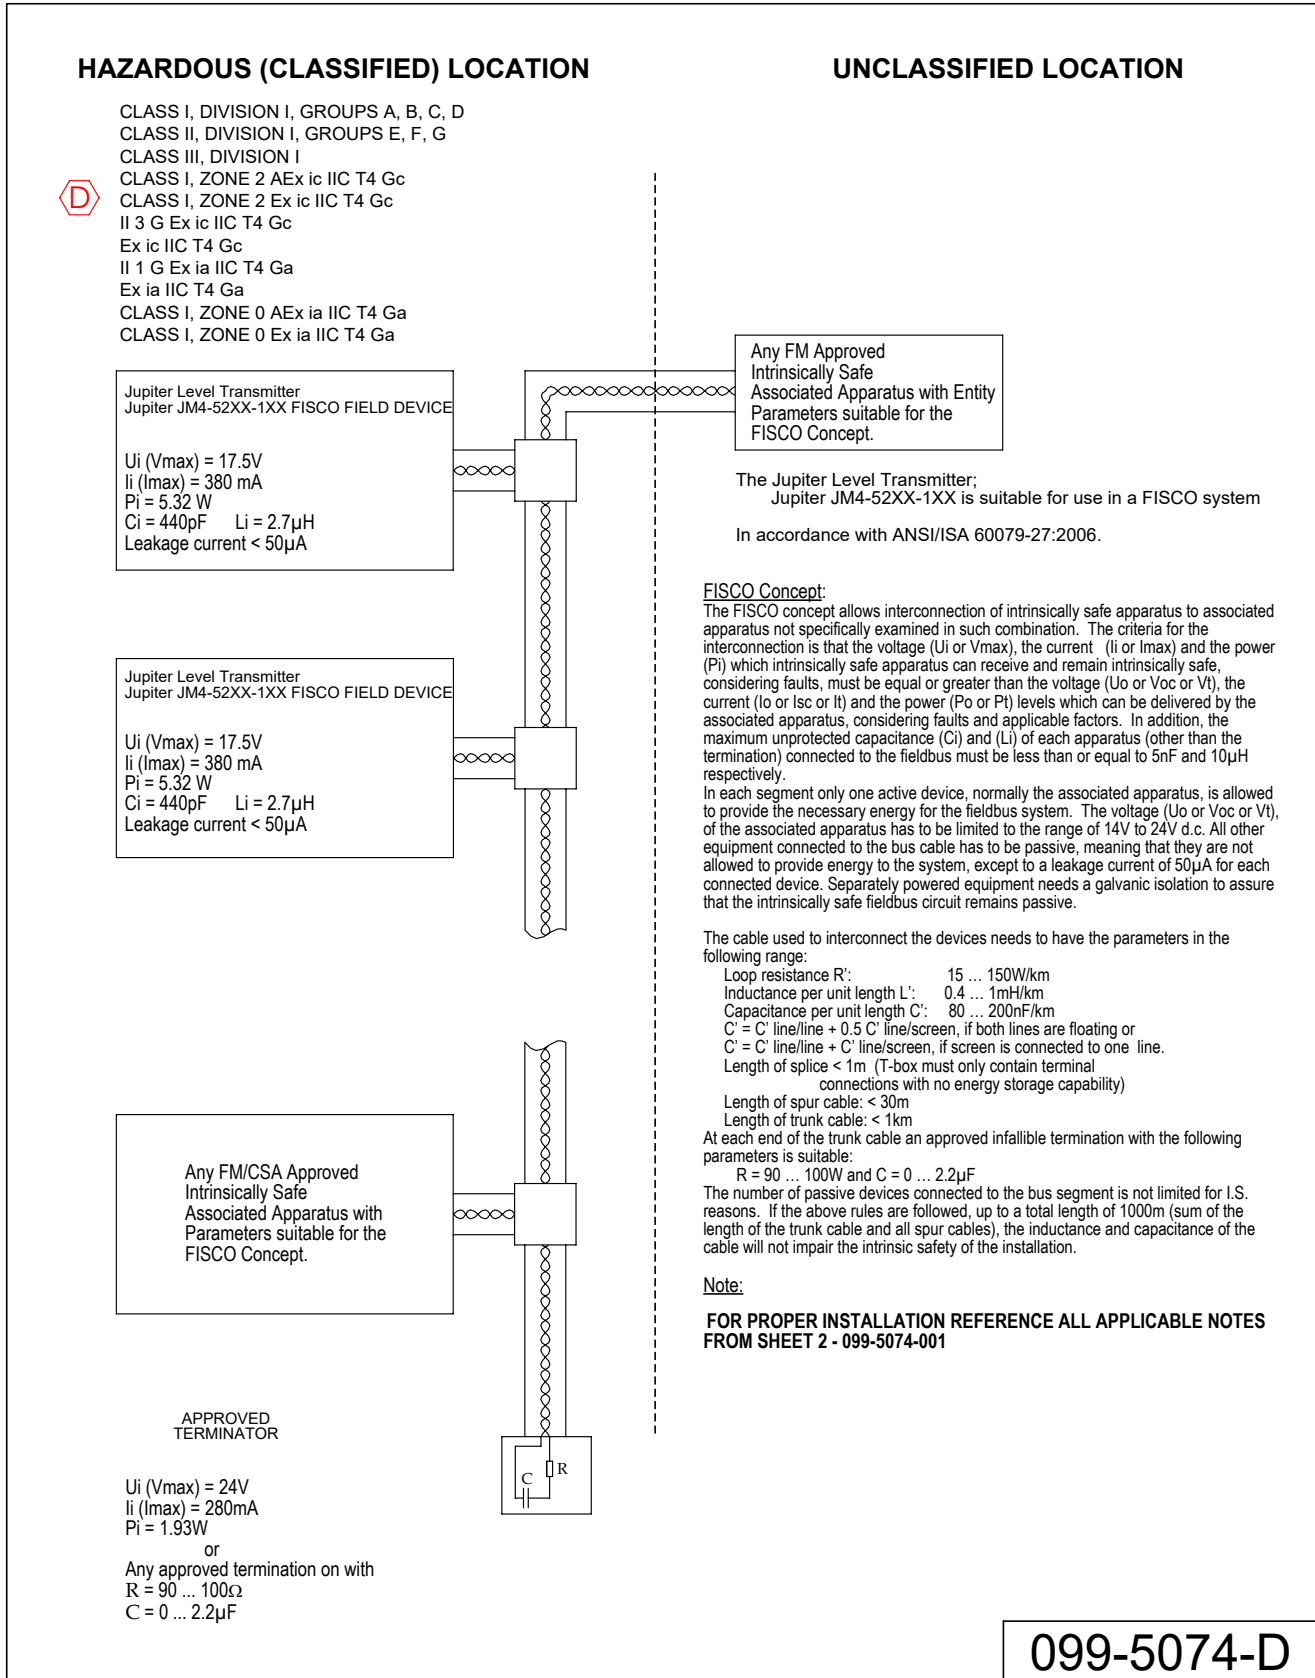 HAZARDOUS (CLASSIFIED) LOCATION
CLASS I, DIVISION I, GROUPS A, B, C, D
CLASS II, DIVISION I, GROUPS E, F, G
CLASS III, DIVISION I
CLASS I, ZONE 2 AEx ic IIC T4 Gc
CLASS I, ZONE 2 Ex ic IIC T4 Gc
II 3 G Ex ic IIC T4 Gc
Ex ic IIC T4 Gc
II 1 G Ex ia IIC T4 Ga
Ex ia IIC T4 Ga
CLASS I, ZONE 0 AEx ia IIC T4 Ga
CLASS I, ZONE 0 Ex ia IIC T4 Ga
D
Jupiter Level Transmitter
Jupiter JM4-52XX-1XX FISCO FIELD DEVICE
Ui (Vmax) = 17.5V
Ii (Imax) = 380 mA
Pi = 5.32 W
Ci = 440pF Li = 2.7µH
Leakage current < 50µA
Jupiter Level Transmitter
Jupiter JM4-52XX-1XX FISCO FIELD DEVICE
Ui (Vmax) = 17.5V
Ii (Imax) = 380 mA
Pi = 5.32 W
Ci = 440pF Li = 2.7µH
Leakage current < 50µA
Any FM/CSA Approved
Intrinsically Safe
Associated Apparatus with
Parameters suitable for the
FISCO Concept.
APPROVED
TERMINATOR
Ui (Vmax) = 24V
Ii (Imax) = 280mA
Pi = 1.93W
or
Any approved termination on with
R = 90 ... 100Ω
C = 0 ... 2.2µF
C
R
UNCLASSIFIED LOCATION
Any FM Approved
Intrinsically Safe
Associated Apparatus with Entity
Parameters suitable for the
FISCO Concept.
The Jupiter Level Transmitter;
Jupiter JM4-52XX-1XX is suitable for use in a FISCO system
In accordance with ANSI/ISA 60079-27:2006.
FISCO Concept:
The FISCO concept allows interconnection of intrinsically safe apparatus to associated
apparatus not specifically examined in such combination. The criteria for the
interconnection is that the voltage (Ui or Vmax), the current (Ii or Imax) and the power
(Pi) which intrinsically safe apparatus can receive and remain intrinsically safe,
considering faults, must be equal or greater than the voltage (Uo or Voc or Vt), the
current (Io or Isc or It) and the power (Po or Pt) levels which can be delivered by the
associated apparatus, considering faults and applicable factors. In addition, the
maximum unprotected capacitance (Ci) and (Li) of each apparatus (other than the
termination) connected to the fieldbus must be less than or equal to 5nF and 10µH
respectively.
In each segment only one active device, normally the associated apparatus, is allowed
to provide the necessary energy for the fieldbus system. The voltage (Uo or Voc or Vt),
of the associated apparatus has to be limited to the range of 14V to 24V d.c. All other
equipment connected to the bus cable has to be passive, meaning that they are not
allowed to provide energy to the system, except to a leakage current of 50µA for each
connected device. Separately powered equipment needs a galvanic isolation to assure
that the intrinsically safe fieldbus circuit remains passive.
The cable used to interconnect the devices needs to have the parameters in the
following range:
Loop resistance R': 15 … 150W/km
Inductance per unit length L': 0.4 … 1mH/km
Capacitance per unit length C': 80 … 200nF/km
C' = C' line/line + 0.5 C' line/screen, if both lines are floating or
C' = C' line/line + C' line/screen, if screen is connected to one line.
Length of splice < 1m (T-box must only contain terminal
connections with no energy storage capability)
Length of spur cable: < 30m
Length of trunk cable: < 1km
At each end of the trunk cable an approved infallible termination with the following
parameters is suitable:
R = 90 … 100W and C = 0 … 2.2µF
The number of passive devices connected to the bus segment is not limited for I.S.
reasons. If the above rules are followed, up to a total length of 1000m (sum of the
length of the trunk cable and all spur cables), the inductance and capacitance of the
cable will not impair the intrinsic safety of the installation.
Note:
FOR PROPER INSTALLATION REFERENCE ALL APPLICABLE NOTES
FROM SHEET 2 - 099-5074-001
099-5074-D